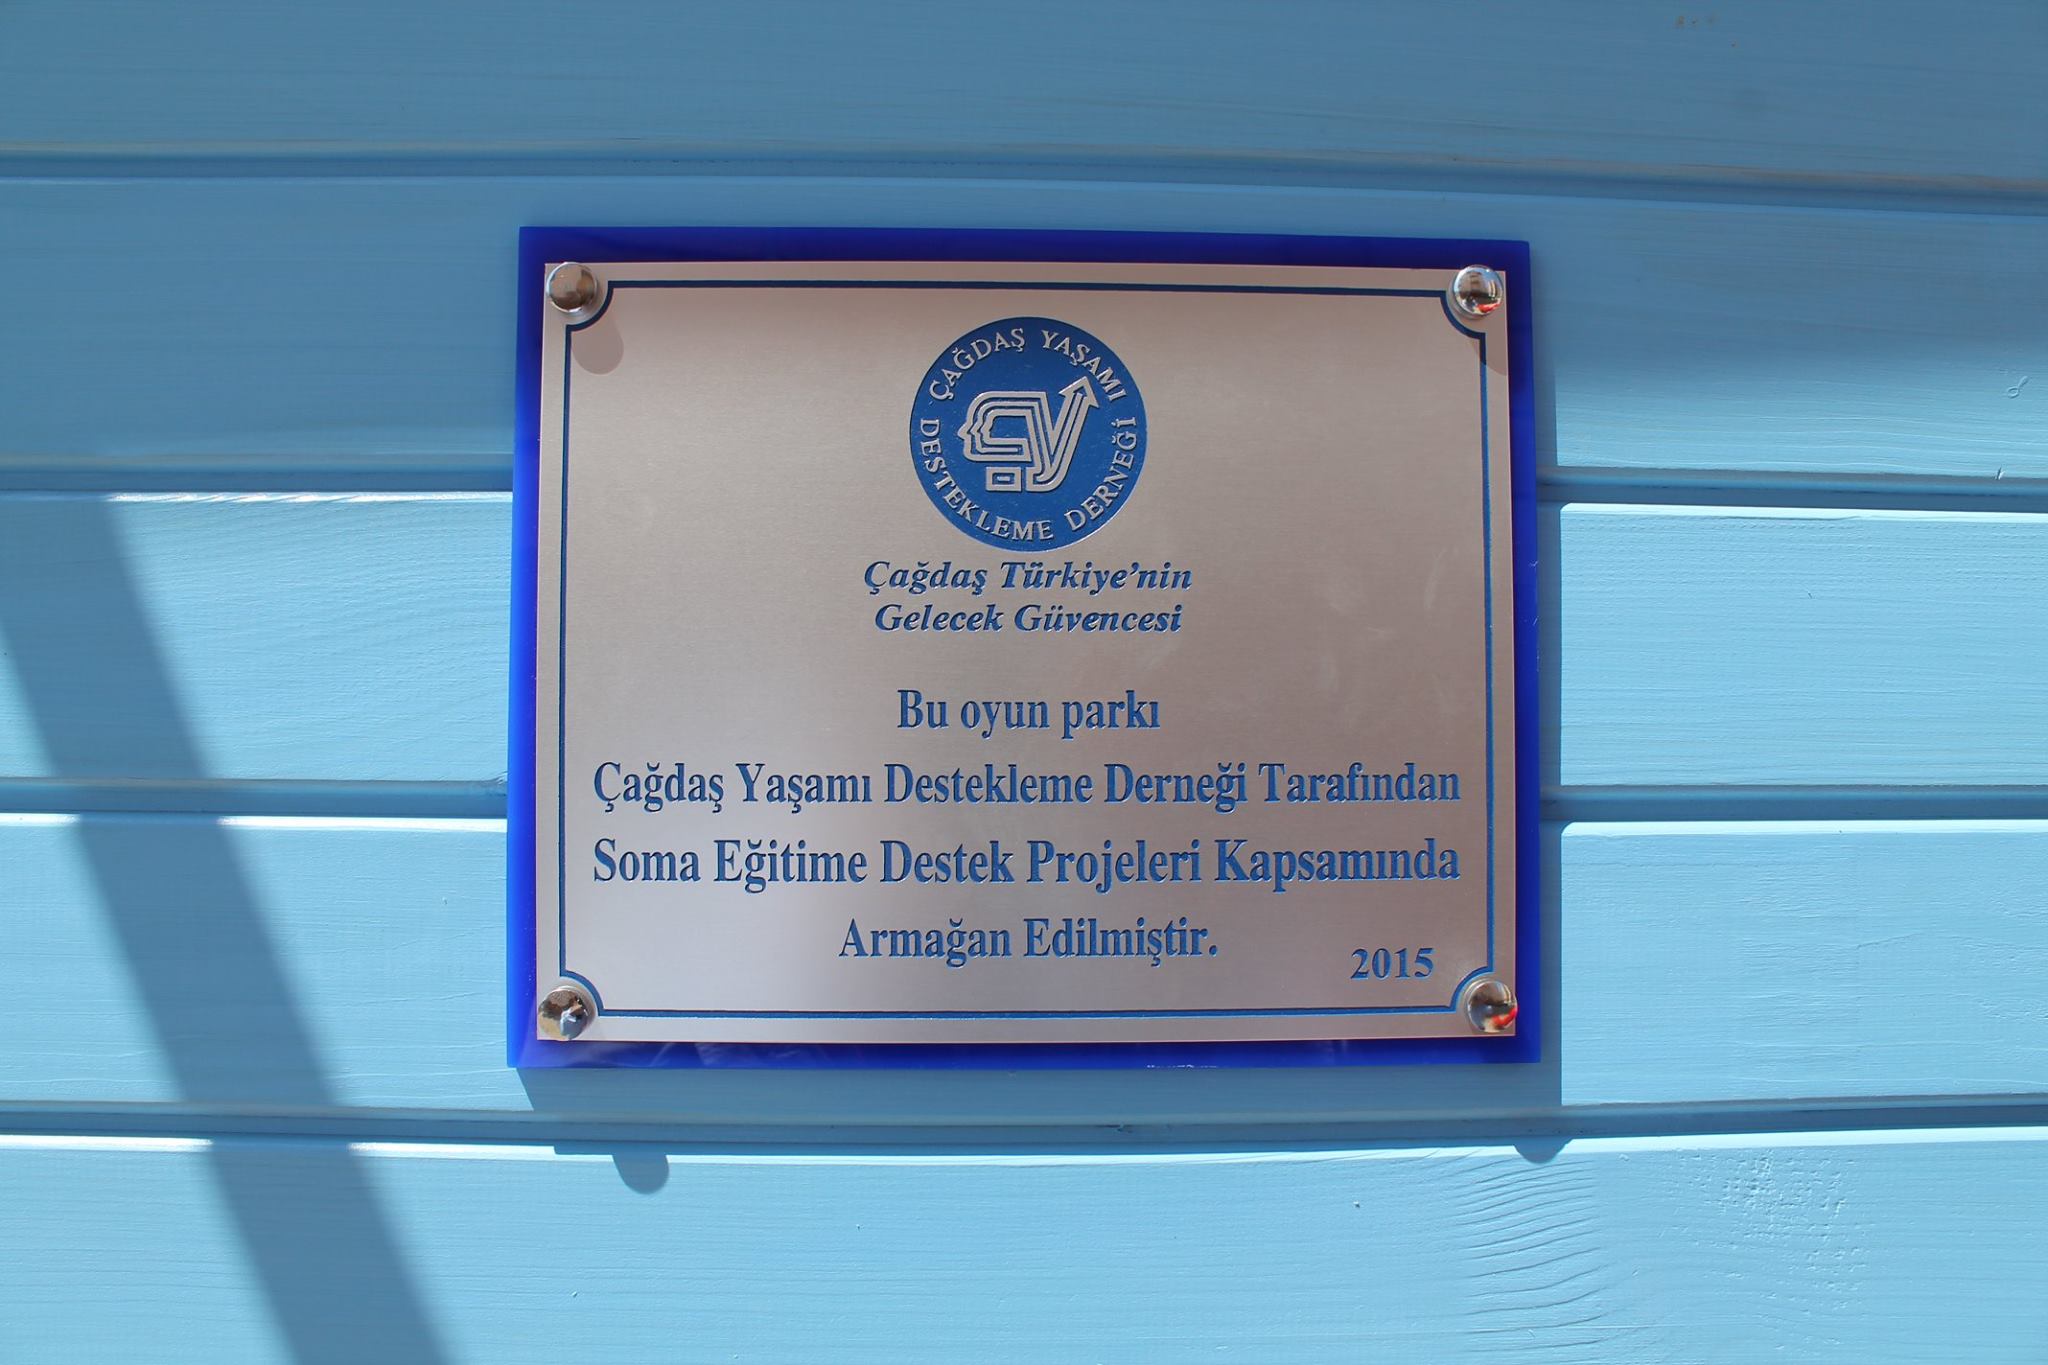 ÇAĞDAŞ YAŞAMI
DESTEKLEME DERNEĞİ
Çağdaş Türkiye'nin
Gelecek Güvencesi
Bu oyun parkı
Çağdaş Yaşamı Destekleme Derneği Tarafından
Soma Eğitime Destek Projeleri Kapsamında
Armağan Edilmiştir.
2015